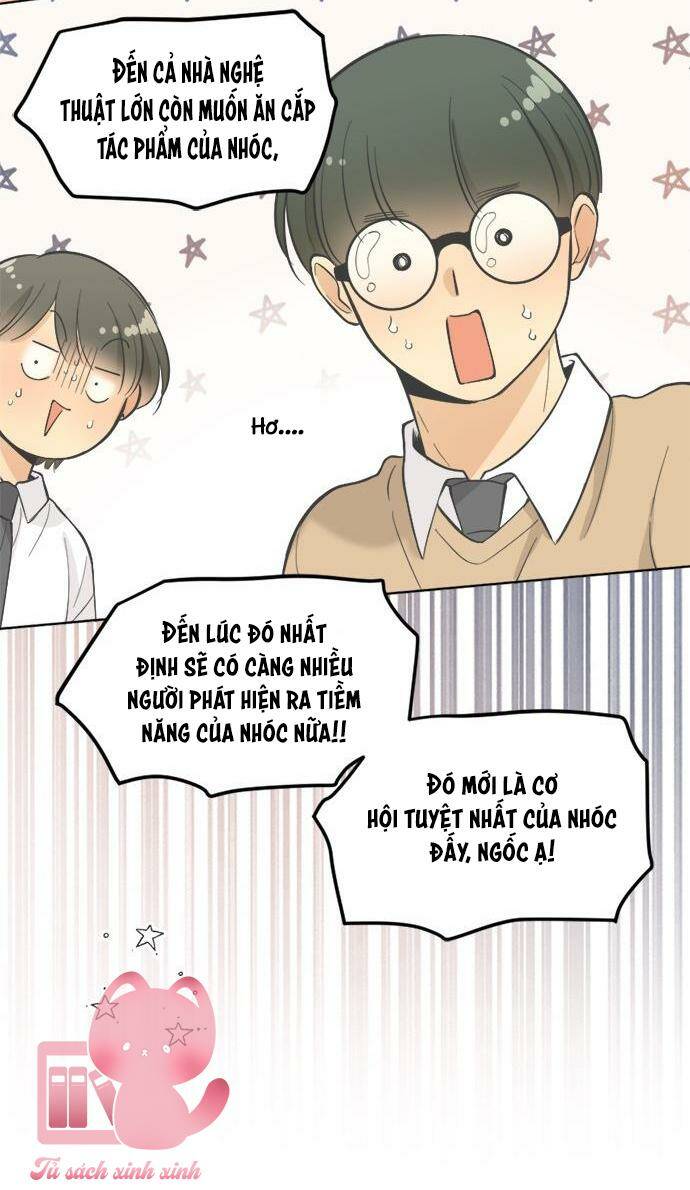 ĐẾN CẢ NHÀ NGHỆ
THUẬT LỚN CÒN MUỐN ĂN CẮP
TÁC PHẨM CỦA NHÓC,
HƠ....
ĐẾN LÚC ĐÓ NHẤT
ĐỊNH SẼ CÓ CÀNG NHIỀU
NGƯỜI PHÁT HIỆN RA TIỀM
NĂNG CỦA NHÓC NỮA!!
ĐÓ MỚI LÀ CƠ
HỘI TUYỆT NHẤT CỦA NHÓC
ĐẤY, NGỐC Ạ!
Tủ sách xinh xinh